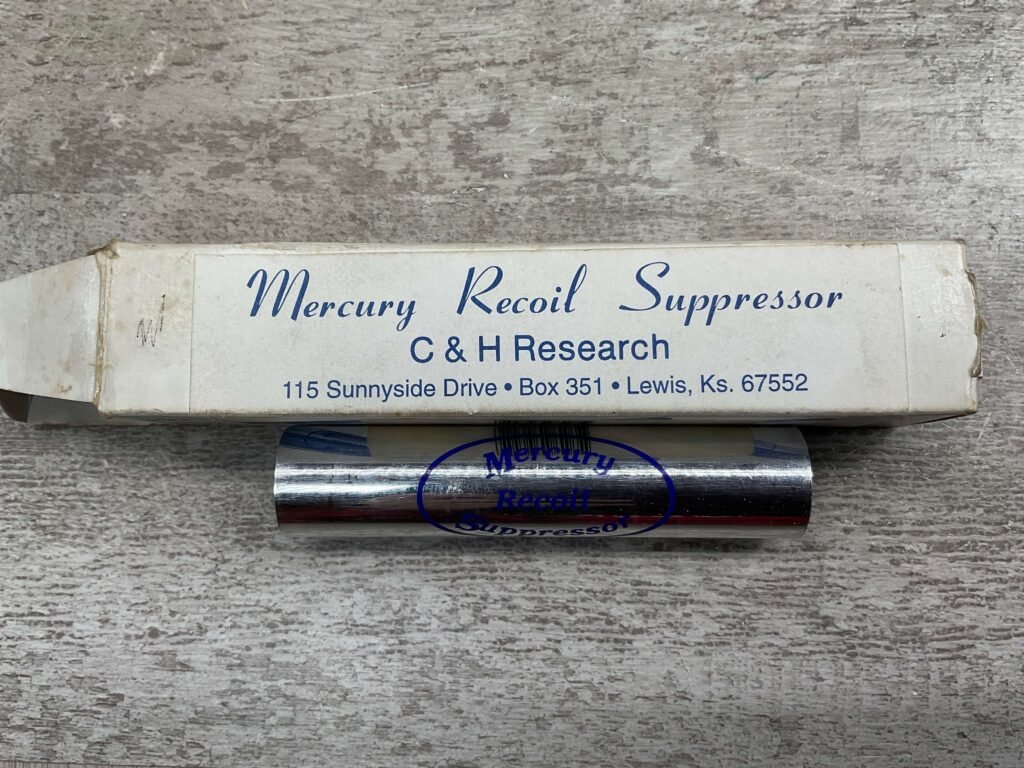 Mercury Recoil Suppressor
C & H Research
115 Sunnyside Drive • Box 351 • Lewis, Ks. 67552
Mercury
Recoil
Suppressor